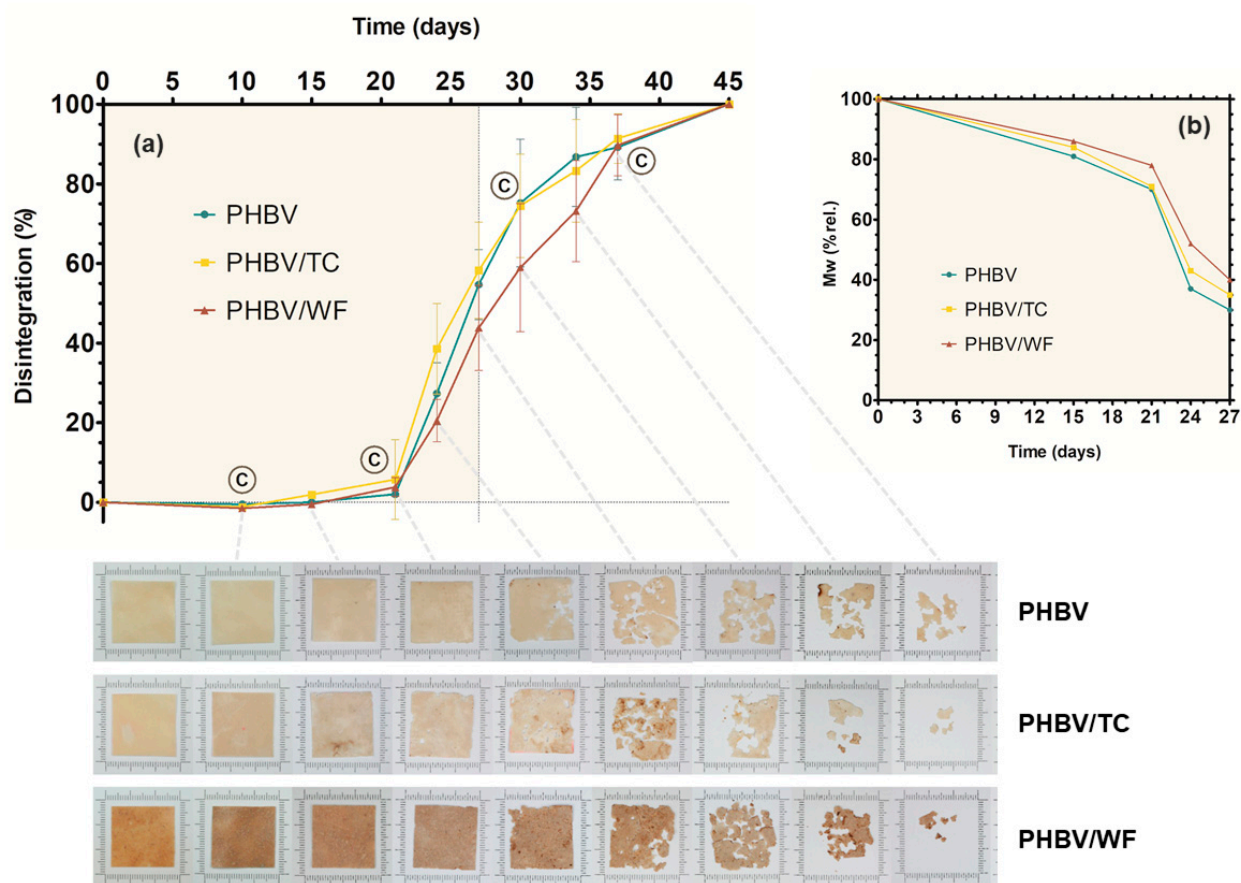 Time (days)
0 5 10 15 20 25 30 35 40 45
100
80
60
40
20
0
Disintegration (%)
(a)
PHBV
PHBV/TC
PHBV/WF
C
C
C
C
100
80
60
40
20
0
Mw (% rel.)
(b)
PHBV
PHBV/TC
PHBV/WF
0 3 6 9 12 15 18 21 24 27
Time (days)
PHBV
PHBV/TC
PHBV/WF